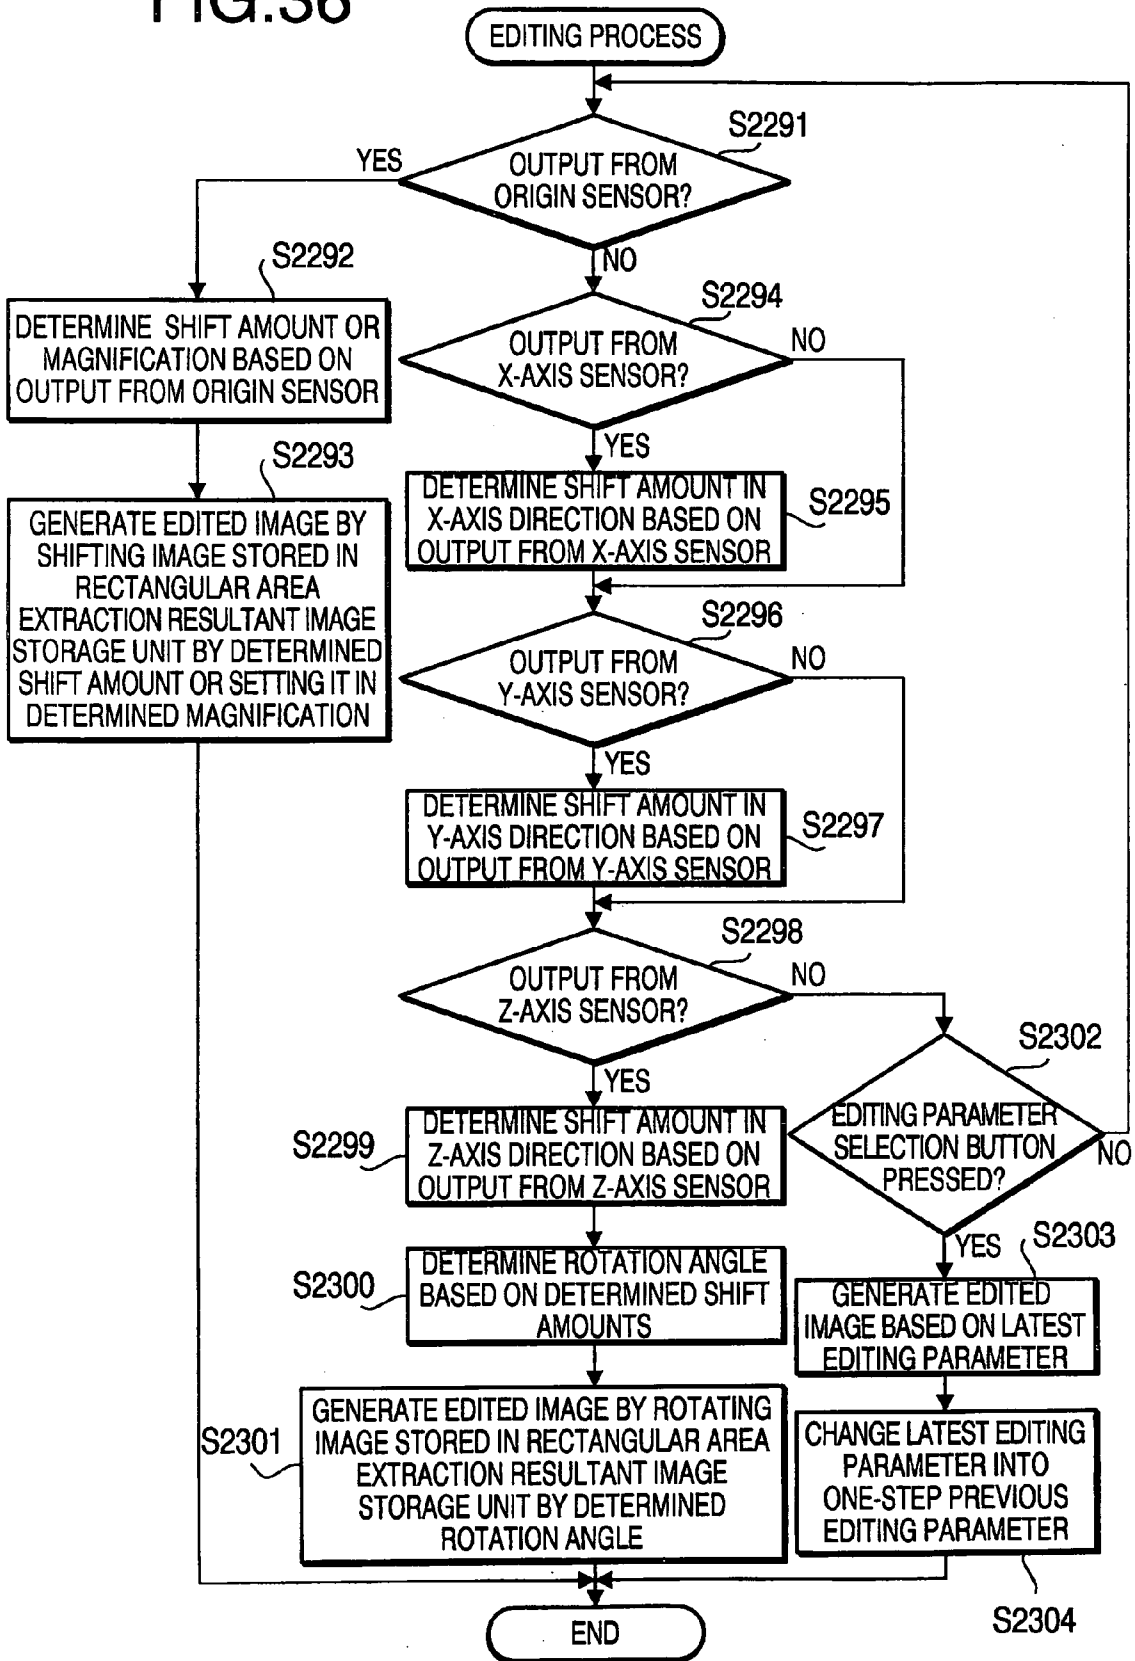 FIG.36
EDITING PROCESS
S2291
YES
OUTPUT FROM
ORIGIN SENSOR?
NO
S2292
DETERMINE SHIFT AMOUNT OR
MAGNIFICATION BASED ON
OUTPUT FROM ORIGIN SENSOR
S2293
GENERATE EDITED IMAGE BY
SHIFTING IMAGE STORED IN
RECTANGULAR AREA
EXTRACTION RESULTANT IMAGE
STORAGE UNIT BY DETERMINED
SHIFT AMOUNT OR SETTING IT IN
DETERMINED MAGNIFICATION
S2294
OUTPUT FROM
X-AXIS SENSOR?
NO
YES
DETERMINE SHIFT AMOUNT IN
X-AXIS DIRECTION BASED ON
OUTPUT FROM X-AXIS SENSOR
S2295
S2296
OUTPUT FROM
Y-AXIS SENSOR?
NO
YES
DETERMINE SHIFT AMOUNT IN
Y-AXIS DIRECTION BASED ON
OUTPUT FROM Y-AXIS SENSOR
S2297
S2298
OUTPUT FROM
Z-AXIS SENSOR?
NO
YES
S2299
DETERMINE SHIFT AMOUNT IN
Z-AXIS DIRECTION BASED ON
OUTPUT FROM Z-AXIS SENSOR
S2300
DETERMINE ROTATION ANGLE
BASED ON DETERMINED SHIFT
AMOUNTS
S2301
GENERATE EDITED IMAGE BY ROTATING
IMAGE STORED IN RECTANGULAR AREA
EXTRACTION RESULTANT IMAGE
STORAGE UNIT BY DETERMINED
ROTATION ANGLE
S2302
EDITING PARAMETER
SELECTION BUTTON
PRESSED?
NO
YES
S2303
GENERATE EDITED
IMAGE BASED ON LATEST
EDITING PARAMETER
CHANGE LATEST EDITING
PARAMETER INTO
ONE-STEP PREVIOUS
EDITING PARAMETER
S2304
END